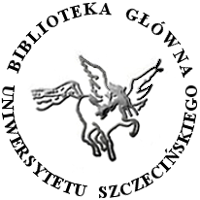 BIBLIOTEKA GŁÓWNA
UNIWERSYTETU SZCZECIŃSKIEGO